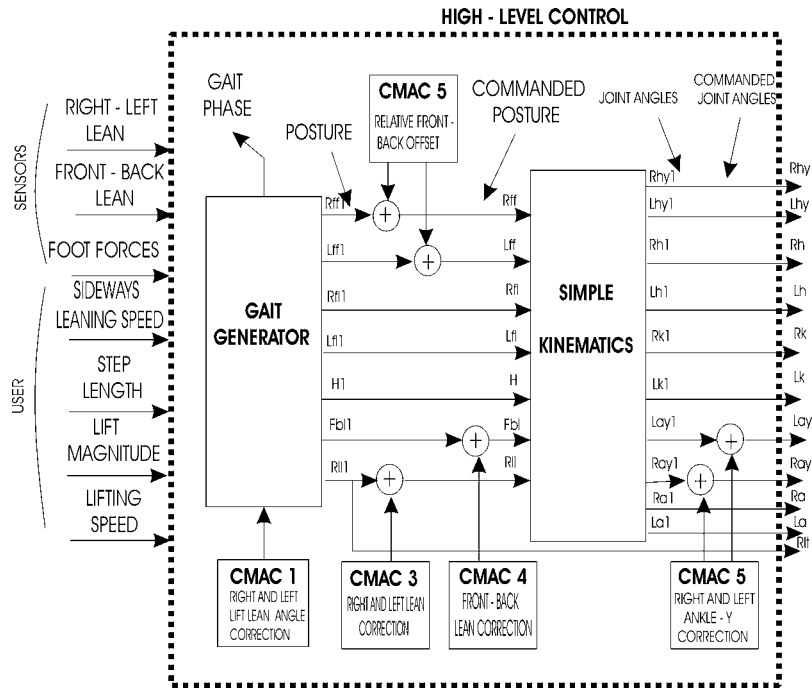 HIGH - LEVEL CONTROL
GAIT
PHASE
POSTURE
CMAC 5
RELATIVE FRONT -
BACK OFFSET
COMMANDED
POSTURE
JOINT ANGLES
COMMANDED
JOINT ANGLES
SENSORS
RIGHT - LEFT
LEAN
FRONT - BACK
LEAN
FOOT FORCES
USER
SIDEWAYS
LEANING SPEED
STEP
LENGTH
LIFT
MAGNITUDE
LIFTING
SPEED
GAIT
GENERATOR
Rff1
Lff1
Rfl1
Lfl1
H1
Fbl1
Rll1
+
+
+
+
Rff
Lff
Rfl
Lfl
H
Fbl
Rll
SIMPLE
KINEMATICS
Rhy1
Lhy1
Rh1
Lh1
Rk1
Lk1
Lay1
Ray1
Ra1
La1
+
+
Rhy
Lhy
Rh
Lh
Rk
Lk
Lay
Ray
Ra
La
Rlt
CMAC 1
RIGHT AND LEFT
LIFT LEAN ANGLE
CORRECTION
CMAC 3
RIGHT AND LEFT LEAN
CORRECTION
CMAC 4
FRONT - BACK
LEAN CORRECTION
CMAC 5
RIGHT AND LEFT
ANKLE - Y
CORRECTION